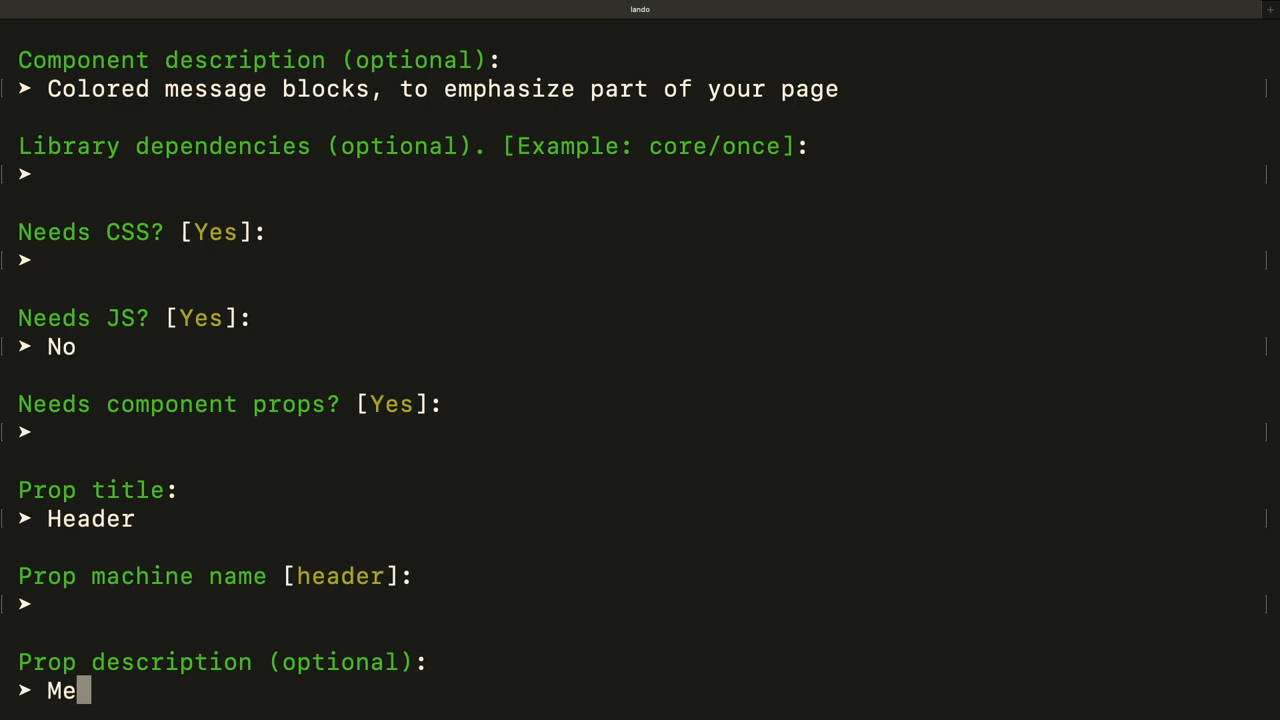 lando
+
Component description (optional):
➤ Colored message blocks, to emphasize part of your page
Library dependencies (optional). [Example: core/once]:
➤
Needs CSS? [Yes]:
➤
Needs JS? [Yes]:
➤ No
Needs component props? [Yes]:
➤
Prop title:
➤ Header
Prop machine name [header]:
➤
Prop description (optional):
➤ Me